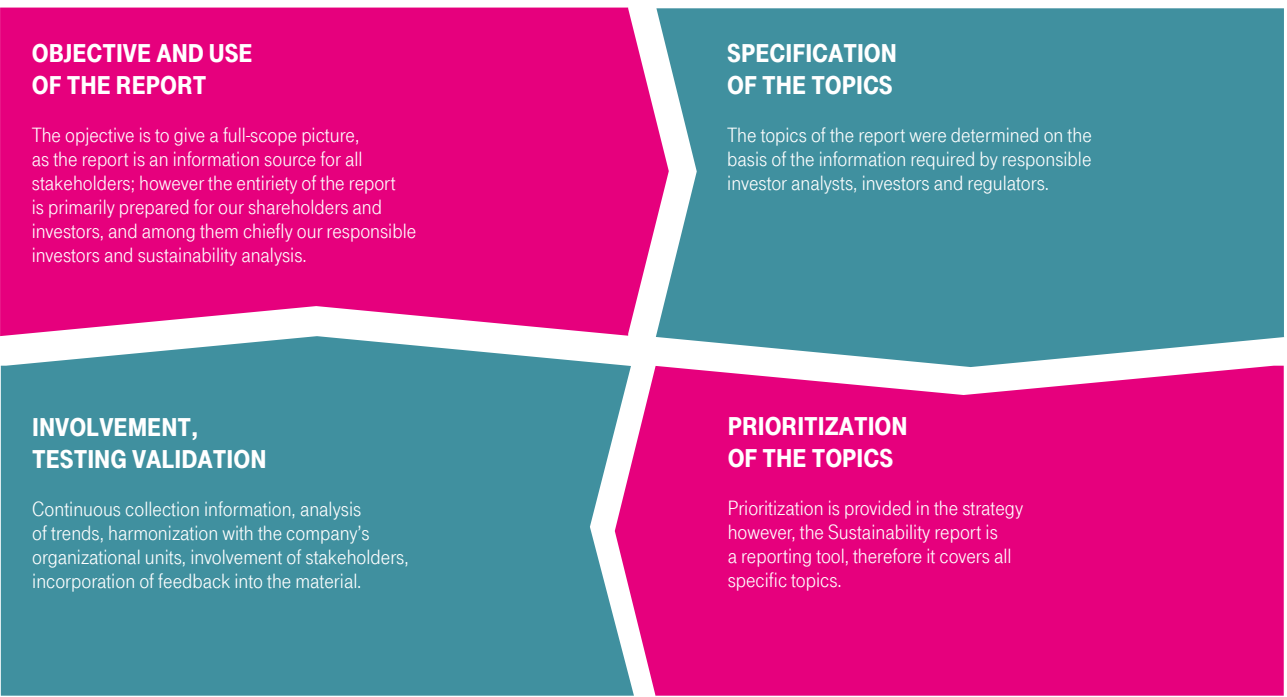 OBJECTIVE AND USE
OF THE REPORT
The opjective is to give a full-scope picture,
as the report is an information source for all
stakeholders; however the entiriety of the report
is primarily prepared for our shareholders and
investors, and among them chiefly our responsible
investors and sustainability analysis.
SPECIFICATION
OF THE TOPICS
The topics of the report were determined on the
basis of the information required by responsible
investor analysts, investors and regulators.
INVOLVEMENT,
TESTING VALIDATION
Continuous collection information, analysis
of trends, harmonization with the company's
organizational units, involvement of stakeholders,
incorporation of feedback into the material.
PRIORITIZATION
OF THE TOPICS
Prioritization is provided in the strategy
however, the Sustainability report is
a reporting tool, therefore it covers all
specific topics.